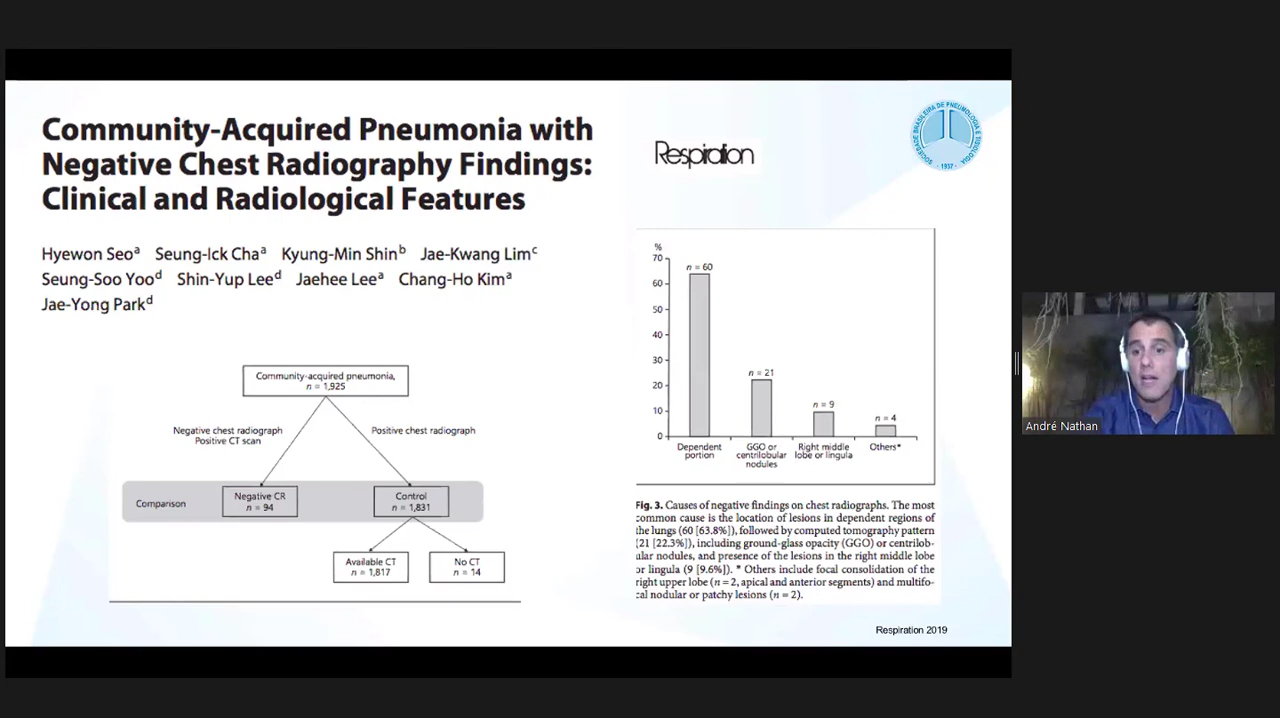 Community-Acquired Pneumonia with
Negative Chest Radiography Findings:
Clinical and Radiological Features
Hyewon Seoᵃ Seung-Ick Chaᵃ Kyung-Min Shinᵇ Jae-Kwang Limᶜ
Seung-Soo Yooᵈ Shin-Yup Leeᵈ Jaehee Leeᵃ Chang-Ho Kimᵃ
Jae-Yong Parkᵈ
Community-acquired pneumonia,
n = 1,925
Negative chest radiograph
Positive CT scan
Positive chest radiograph
Comparison
Negative CR
n = 94
Control
n = 1,831
Available CT
n = 1,817
No CT
n = 14
Respiration
SOCIEDADE BRASILEIRA DE PNEUMOLOGIA E TISIOLOGIA
· 1937 ·
%
70
60
50
40
30
20
10
0
n = 60
n = 21
n = 9
n = 4
Dependent
portion
GGO or
centrilobular
nodules
Right middle
lobe or lingula
Others*
Fig. 3. Causes of negative findings on chest radiographs. The most
common cause is the location of lesions in dependent regions of
the lungs (60 [63.8%]), followed by computed tomography pattern
(21 [22.3%]), including ground-glass opacity (GGO) or centrilob-
ular nodules, and presence of the lesions in the right middle lobe
or lingula (9 [9.6%]). * Others include focal consolidation of the
right upper lobe (n = 2, apical and anterior segments) and multifo-
cal nodular or patchy lesions (n = 2).
Respiration 2019
André Nathan